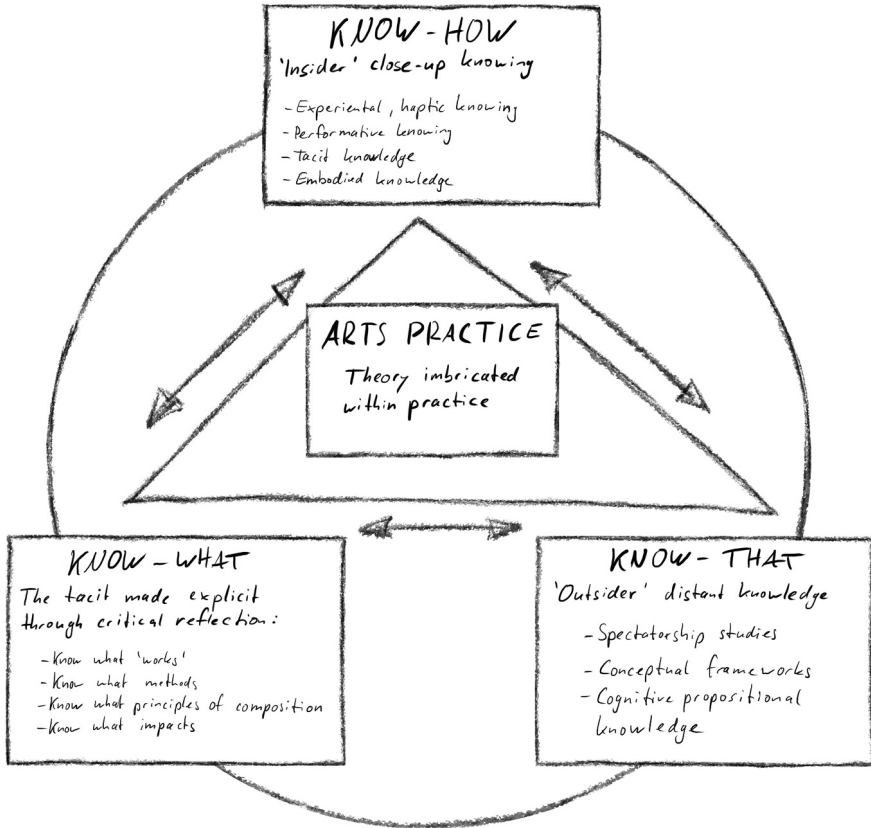 KNOW-HOW
'Insider' close-up knowing
- Experiental, haptic knowing
- Performative knowing
- Tacit knowledge
- Embodied knowledge
ARTS PRACTICE
Theory imbricated
within practice
KNOW-WHAT
The tacit made explicit
through critical reflection:
- Know what 'works'
- Know what methods
- Know what principles of composition
- Know what impacts
KNOW-THAT
'Outsider' distant knowledge
- Spectatorship studies
- Conceptual frameworks
- Cognitive propositional
knowledge